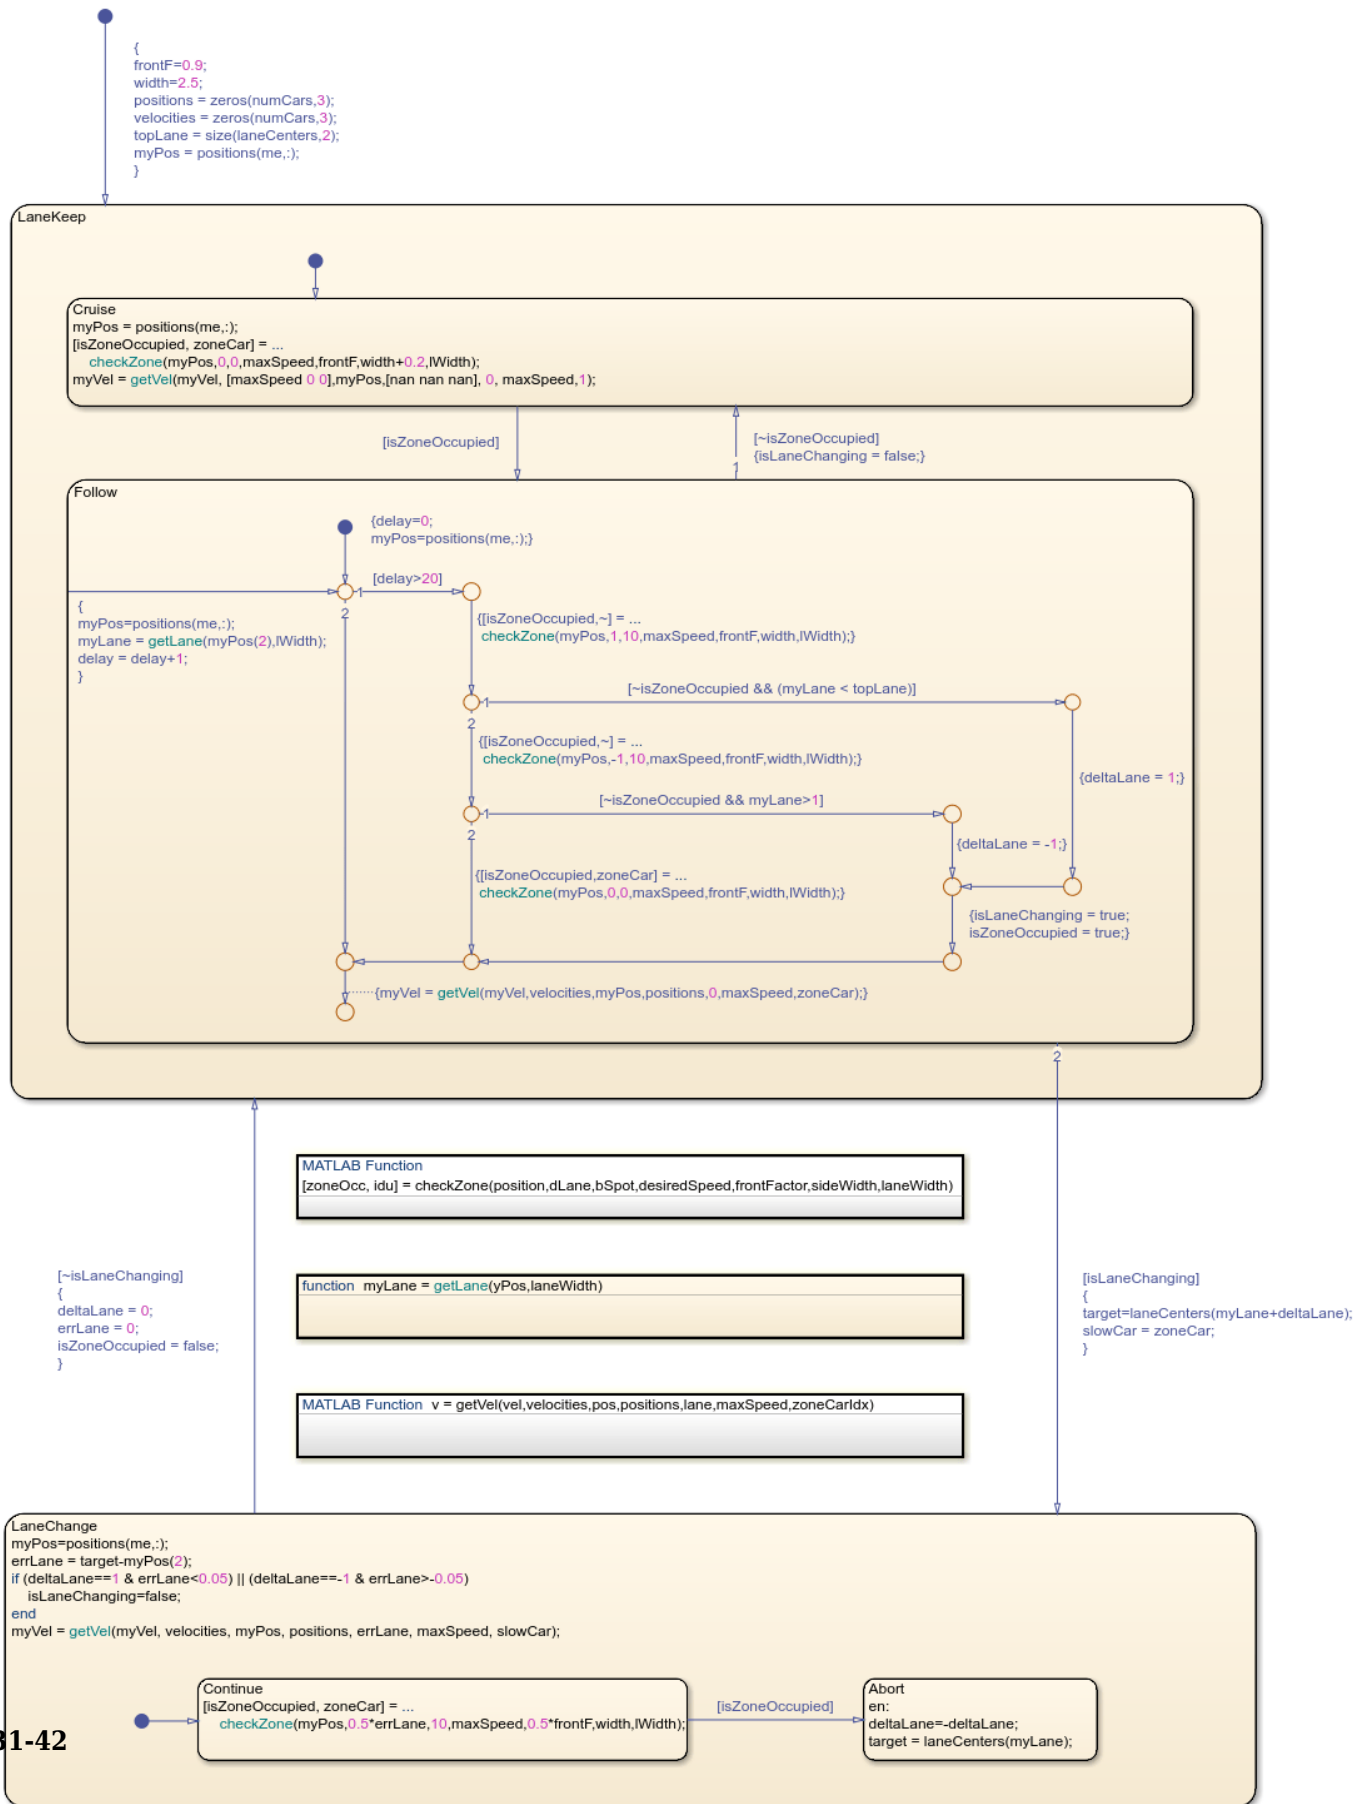 {
frontF=0.9;
width=2.5;
positions = zeros(numCars,3);
velocities = zeros(numCars,3);
topLane = size(laneCenters,2);
myPos = positions(me,:);
}
LaneKeep
Cruise
myPos = positions(me,:);
[isZoneOccupied, zoneCar] = ...
checkZone(myPos,0,0,maxSpeed,frontF,width+0.2,lWidth);
myVel = getVel(myVel, [maxSpeed 0 0],myPos,[nan nan nan], 0, maxSpeed,1);
[isZoneOccupied]
[~isZoneOccupied]
{isLaneChanging = false;}
1
Follow
{delay=0;
myPos=positions(me,:);}
[delay>20]
1
2
{
myPos=positions(me,:);
myLane = getLane(myPos(2),lWidth);
delay = delay+1;
}
{[isZoneOccupied,~] = ...
checkZone(myPos,1,10,maxSpeed,frontF,width,lWidth);}
[~isZoneOccupied && (myLane < topLane)]
1
2
{[isZoneOccupied,~] = ...
checkZone(myPos,-1,10,maxSpeed,frontF,width,lWidth);}
{deltaLane = 1;}
[~isZoneOccupied && myLane>1]
1
2
{deltaLane = -1;}
{[isZoneOccupied,zoneCar] = ...
checkZone(myPos,0,0,maxSpeed,frontF,width,lWidth);}
{isLaneChanging = true;
isZoneOccupied = true;}
{myVel = getVel(myVel,velocities,myPos,positions,0,maxSpeed,zoneCar);}
2
MATLAB Function
[zoneOcc, idu] = checkZone(position,dLane,bSpot,desiredSpeed,frontFactor,sideWidth,laneWidth)
[~isLaneChanging]
{
deltaLane = 0;
errLane = 0;
isZoneOccupied = false;
}
function myLane = getLane(yPos,laneWidth)
[isLaneChanging]
{
target=laneCenters(myLane+deltaLane);
slowCar = zoneCar;
}
MATLAB Function v = getVel(vel,velocities,pos,positions,lane,maxSpeed,zoneCarIdx)
LaneChange
myPos=positions(me,:);
errLane = target-myPos(2);
if (deltaLane==1 & errLane<0.05) || (deltaLane==-1 & errLane>-0.05)
isLaneChanging=false;
end
myVel = getVel(myVel, velocities, myPos, positions, errLane, maxSpeed, slowCar);
Continue
[isZoneOccupied, zoneCar] = ...
checkZone(myPos,0.5*errLane,10,maxSpeed,0.5*frontF,width,lWidth);
[isZoneOccupied]
Abort
en:
deltaLane=-deltaLane;
target = laneCenters(myLane);
31-42